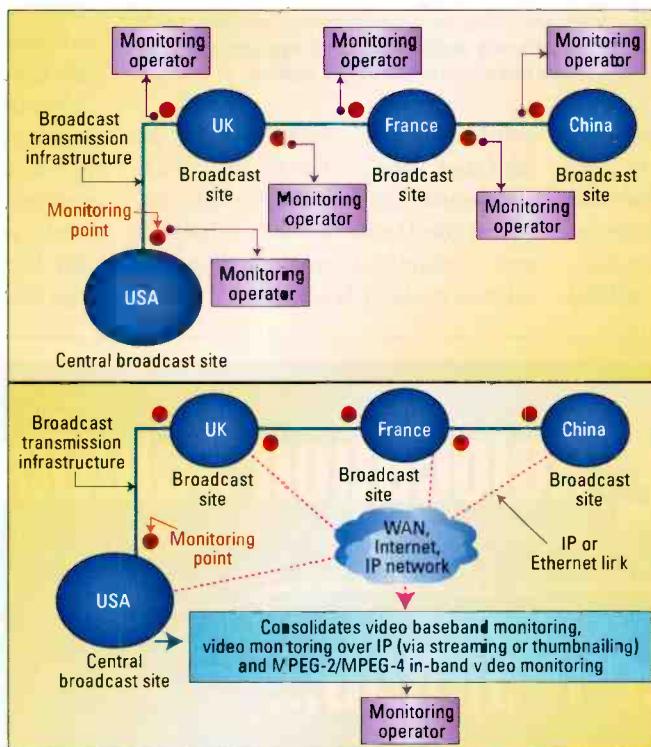 Monitoring
operator
Monitoring
operator
Monitoring
operator
Broadcast
transmission
infrastructure
UK
France
China
Broadcast
site
Broadcast
site
Broadcast
site
Monitoring
operator
Monitoring
operator
Monitoring
point
Monitoring
operator
USA
Central broadcast site
Broadcast
transmission
infrastructure
UK
France
China
Broadcast
site
Broadcast
site
Broadcast
site
Monitoring
point
WAN,
Internet,
IP network
IP or
Ethernet link
USA
Central
broadcast site
Consolidates video baseband monitoring,
video monitoring over IP (via streaming or thumbnailing)
and MPEG-2/MPEG-4 in-band video monitoring
Monitoring
operator